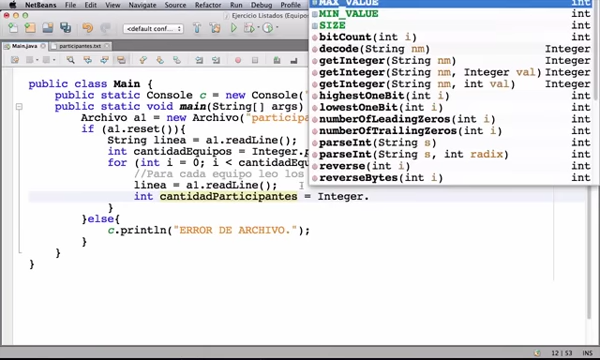 NetBeans File Edit View Navigate Source Refactor Run De
Ejercicio Listados (Equipos
<default conf...
Main.java participantes.txt
public class Main {
public static Console c = new Console("
public static void main(String[] args)
Archivo a1 = new Archivo("particip
if (a1.reset()){
String linea = a1.readLine();
int cantidadEquipos = Integer.p
for (int i = 0; i < cantidadEqu
//Para cada equipo leo los
linea = a1.readLine();
int cantidadParticipantes = Integer.
}
}else{
c.println("ERROR DE ARCHIVO.");
}
}
}
MAX_VALUE int
MIN_VALUE int
SIZE int
bitCount(int i) int
decode(String nm) Integer
getInteger(String nm) Integer
getInteger(String nm, Integer val) Integer
getInteger(String nm, int val) Integer
highestOneBit(int i) int
lowestOneBit(int i) int
numberOfLeadingZeros(int i) int
numberOfTrailingZeros(int i) int
parseInt(String s) int
parseInt(String s, int radix) int
reverse(int i) int
reverseBytes(int i) int
12 | 53 INS